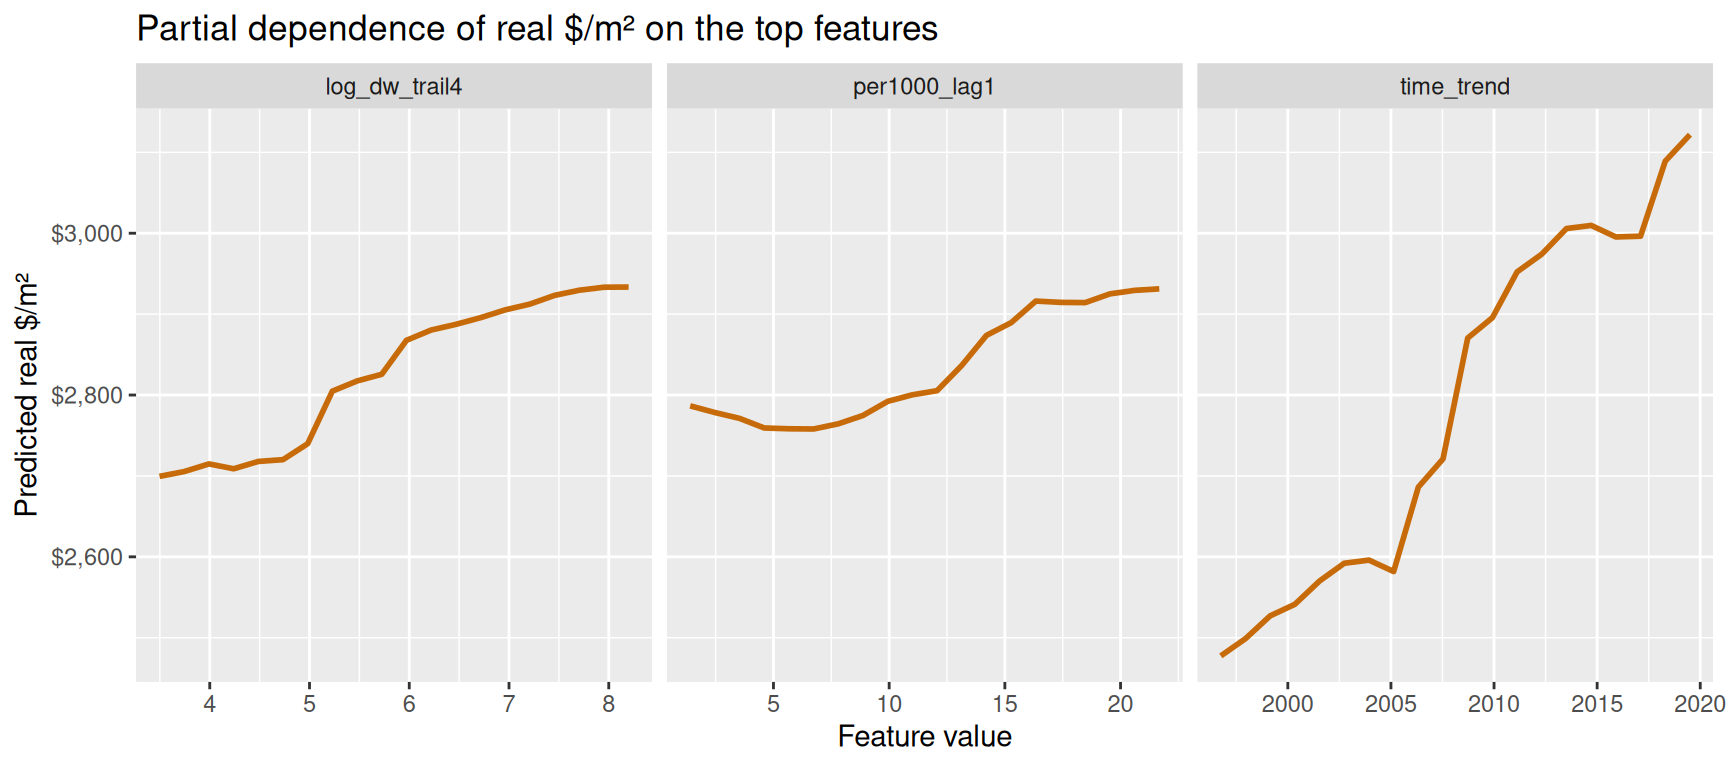 Partial dependence of real $/m² on the top features
log_dw_trail4 per1000_lag1 time_trend
Predicted real $/m²
$3,000
$2,800
$2,600
4 5 6 7 8 5 10 15 20 2000 2005 2010 2015 2020
Feature value